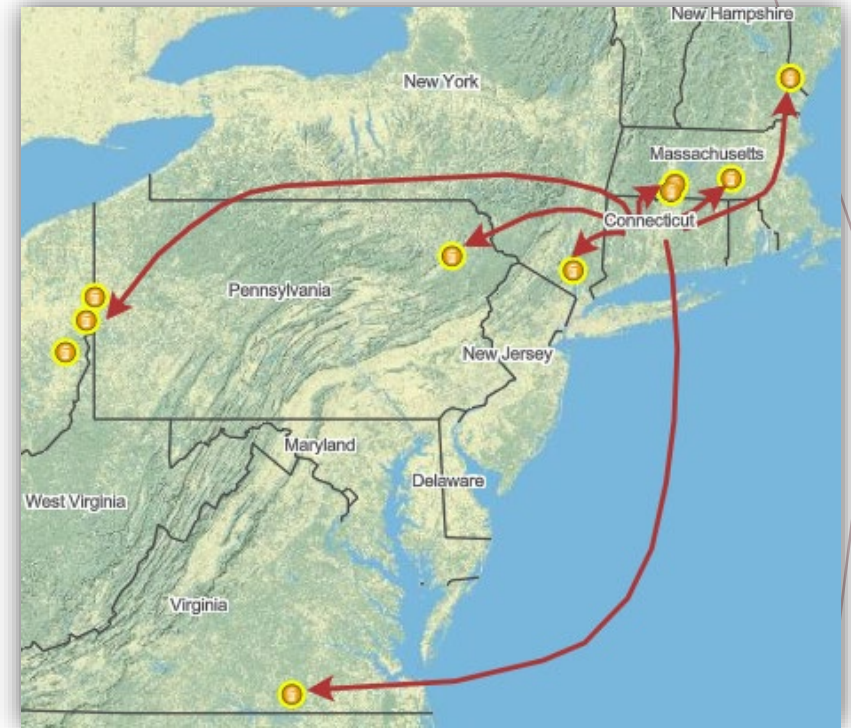 New Hampshire
New York
Massachusetts
Connecticut
Pennsylvania
New Jersey
Maryland
Delaware
West Virginia
Virginia